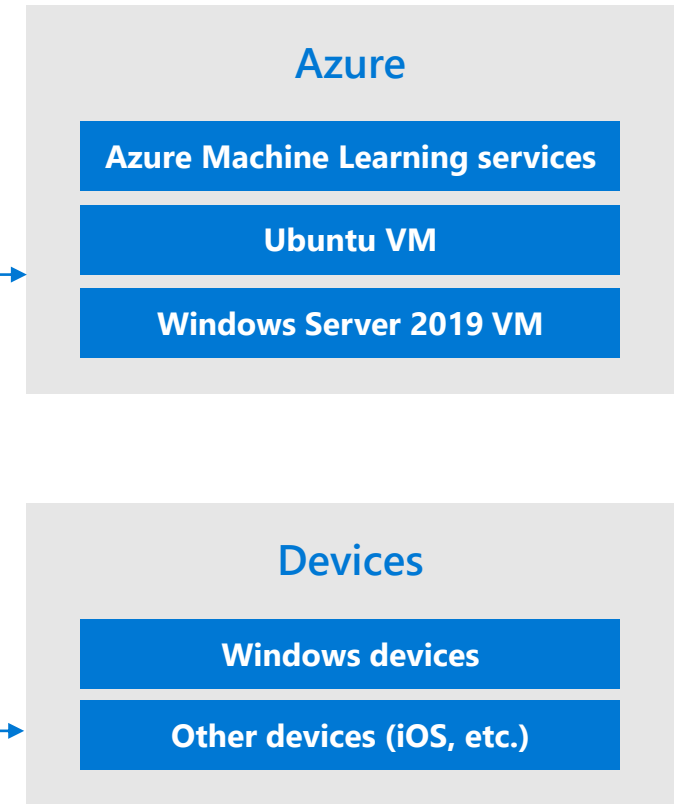 Azure
Azure Machine Learning services
Ubuntu VM
Windows Server 2019 VM
Devices
Windows devices
Other devices (iOS, etc.)